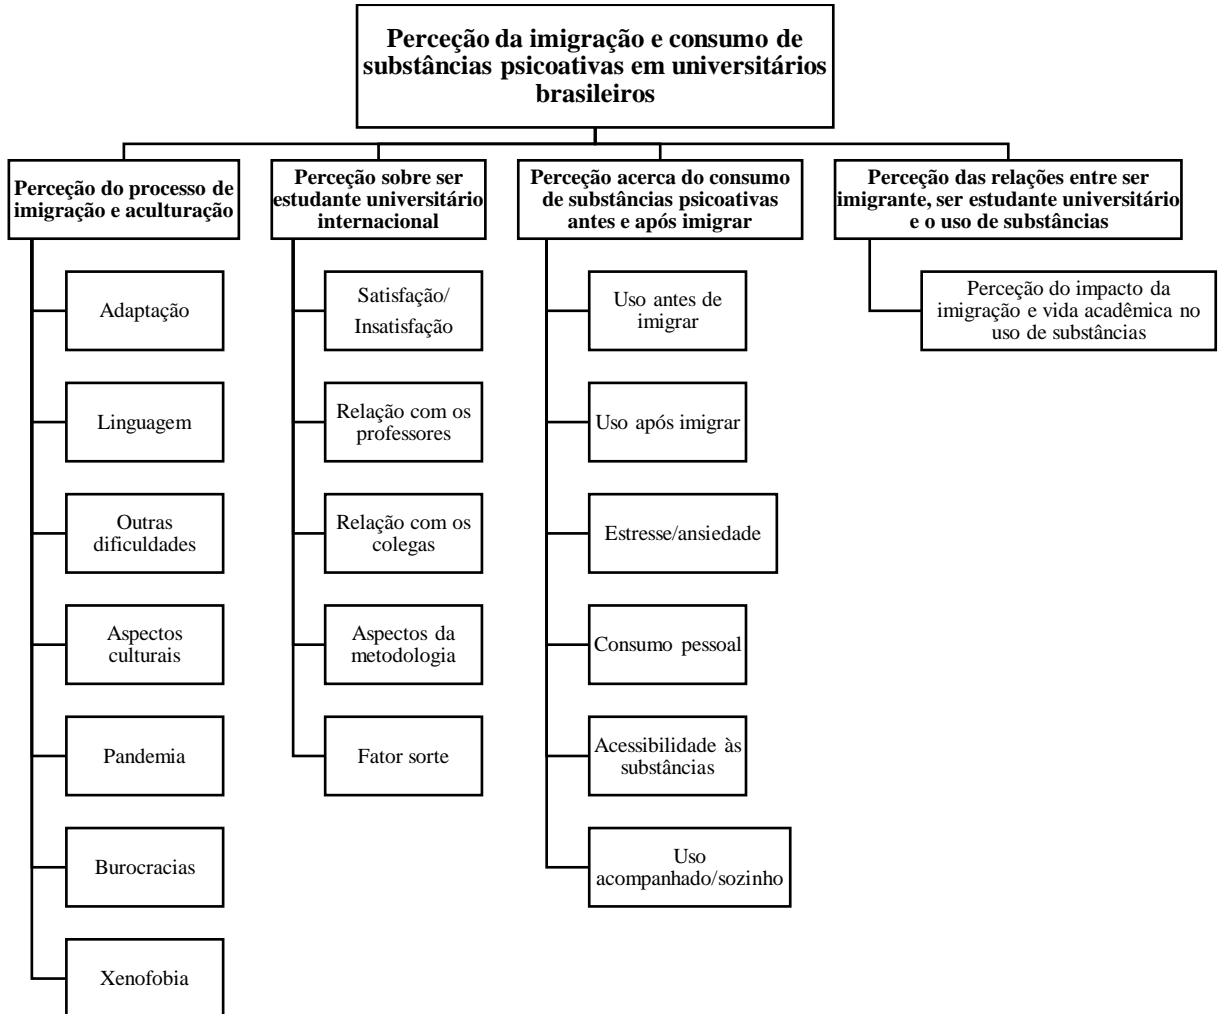 Perceção da imigração e consumo de
substâncias psicoativas em universitários
brasileiros
Perceção do processo de
imigração e aculturação
Adaptação
Linguagem
Outras
dificuldades
Aspectos
culturais
Pandemia
Burocracias
Xenofobia
Perceção sobre ser
estudante universitário
internacional
Satisfação/
Insatisfação
Relação com os
professores
Relação com os
colegas
Aspectos da
metodologia
Fator sorte
Perceção acerca do consumo
de substâncias psicoativas
antes e após imigrar
Uso antes de
imigrar
Uso após imigrar
Estresse/ansiedade
Consumo pessoal
Acessibilidade às
substâncias
Uso
acompanhado/sozinho
Perceção das relações entre ser
imigrante, ser estudante universitário
e o uso de substâncias
Perceção do impacto da
imigração e vida acadêmica no
uso de substâncias